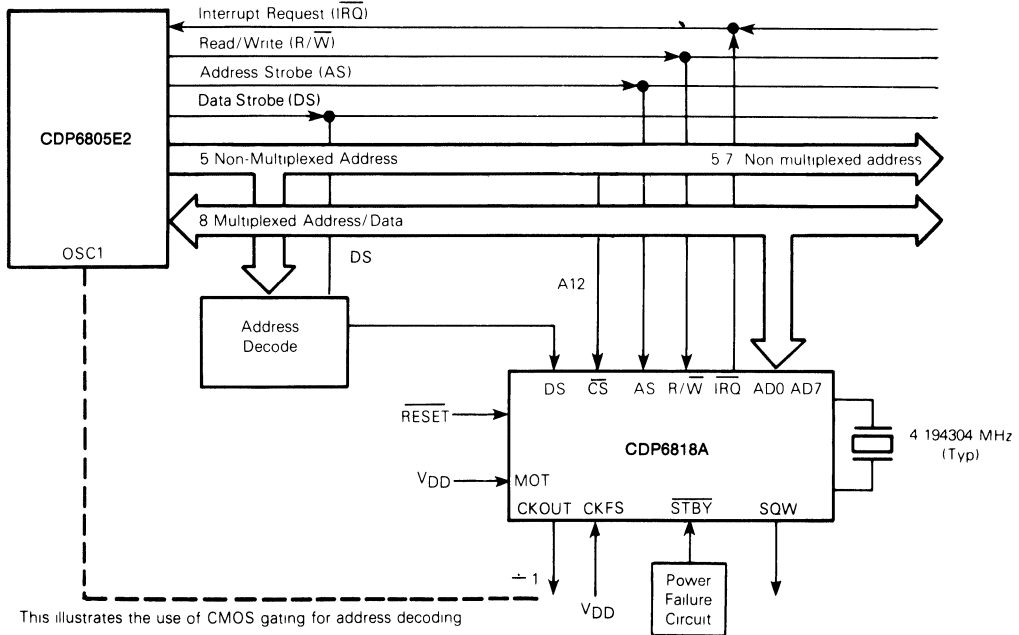 Interrupt Request (IRQ)
Read/Write (R/W)
Address Strobe (AS)
Data Strobe (DS)
CDP6805E2
5 Non-Multiplexed Address
5 7 Non multiplexed address
8 Multiplexed Address/Data
OSC1
DS
A12
Address
Decode
DS CS AS R/W IRQ AD0 AD7
RESET
CDP6818A
4 194304 MHz
(Typ)
VDD
MOT
CKOUT CKFS STBY SQW
÷ 1
VDD
Power
Failure
Circuit
This illustrates the use of CMOS gating for address decoding